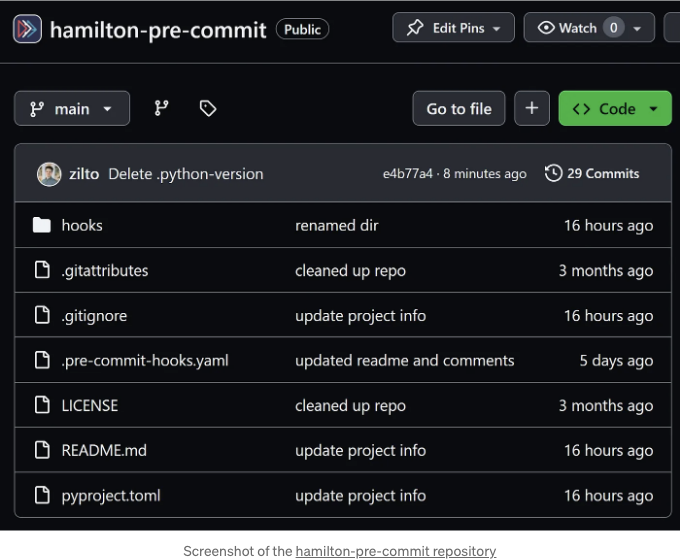 hamilton-pre-commit Public Edit Pins Watch 0
main Go to file + Code
zilto Delete .python-version e4b77a4 · 8 minutes ago 29 Commits
hooks renamed dir 16 hours ago
.gitattributes cleaned up repo 3 months ago
.gitignore update project info 16 hours ago
.pre-commit-hooks.yaml updated readme and comments 5 days ago
LICENSE cleaned up repo 3 months ago
README.md update project info 16 hours ago
pyproject.toml update project info 16 hours ago
Screenshot of the hamilton-pre-commit repository